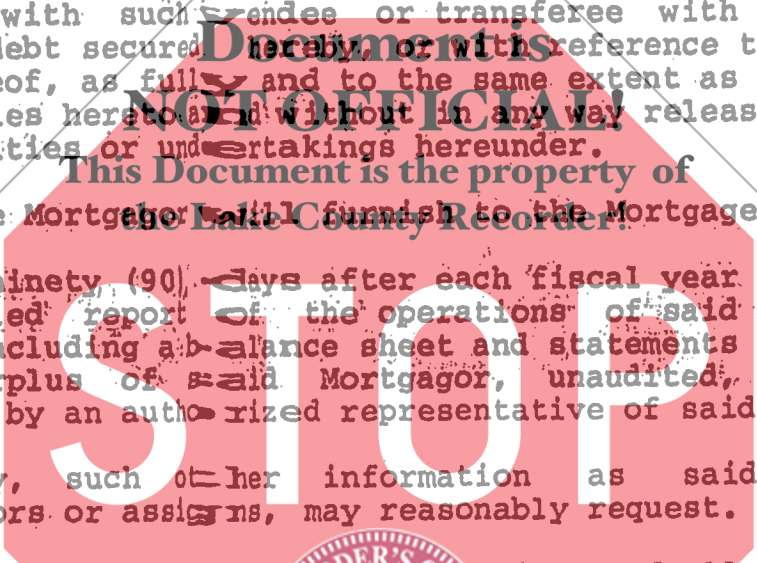 with such vendee or transferee with
debt secured hereby, or with reference t
eof, as fully and to the same extent as
es hereto and without in any way releas
ties or undertakings hereunder.
Document is
NOT OFFICIAL!
This Document is the property of
the Lake County Recorder!
e Mortgagor will furnish to the Mortgage
inety (90) days after each fiscal year
ed report of the operations of said
cluding a balance sheet and statements
rplus of said Mortgagor, unaudited,
by an authorized representative of said
y, such other information as said
ors or assigns, may reasonably request.
STOP
DER'S